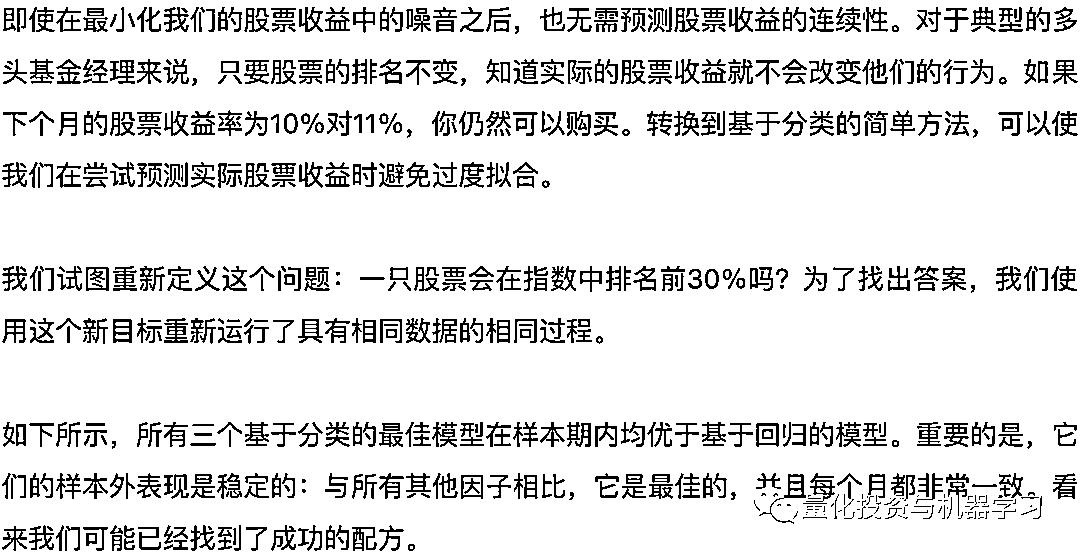 即使在最小化我们的股票收益中的噪音之后，也无需预测股票收益的连续性。对于典型的多
头基金经理来说，只要股票的排名不变，知道实际的股票收益就不会改变他们的行为。如果
下个月的股票收益率为10%对11%，你仍然可以购买。转换到基于分类的简单方法，可以使
我们在尝试预测实际股票收益时避免过度拟合。
我们试图重新定义这个问题：一只股票会在指数中排名前30%吗？为了找出答案，我们使
用这个新目标重新运行了具有相同数据的相同过程。
如下所示，所有三个基于分类的最佳模型在样本期内均优于基于回归的模型。重要的是，它
们的样本外表现是稳定的：与所有其他因子相比，它是最佳的，并且每个月都非常一致。看
来我们可能已经找到了成功的配方。
量化投资与机器学习